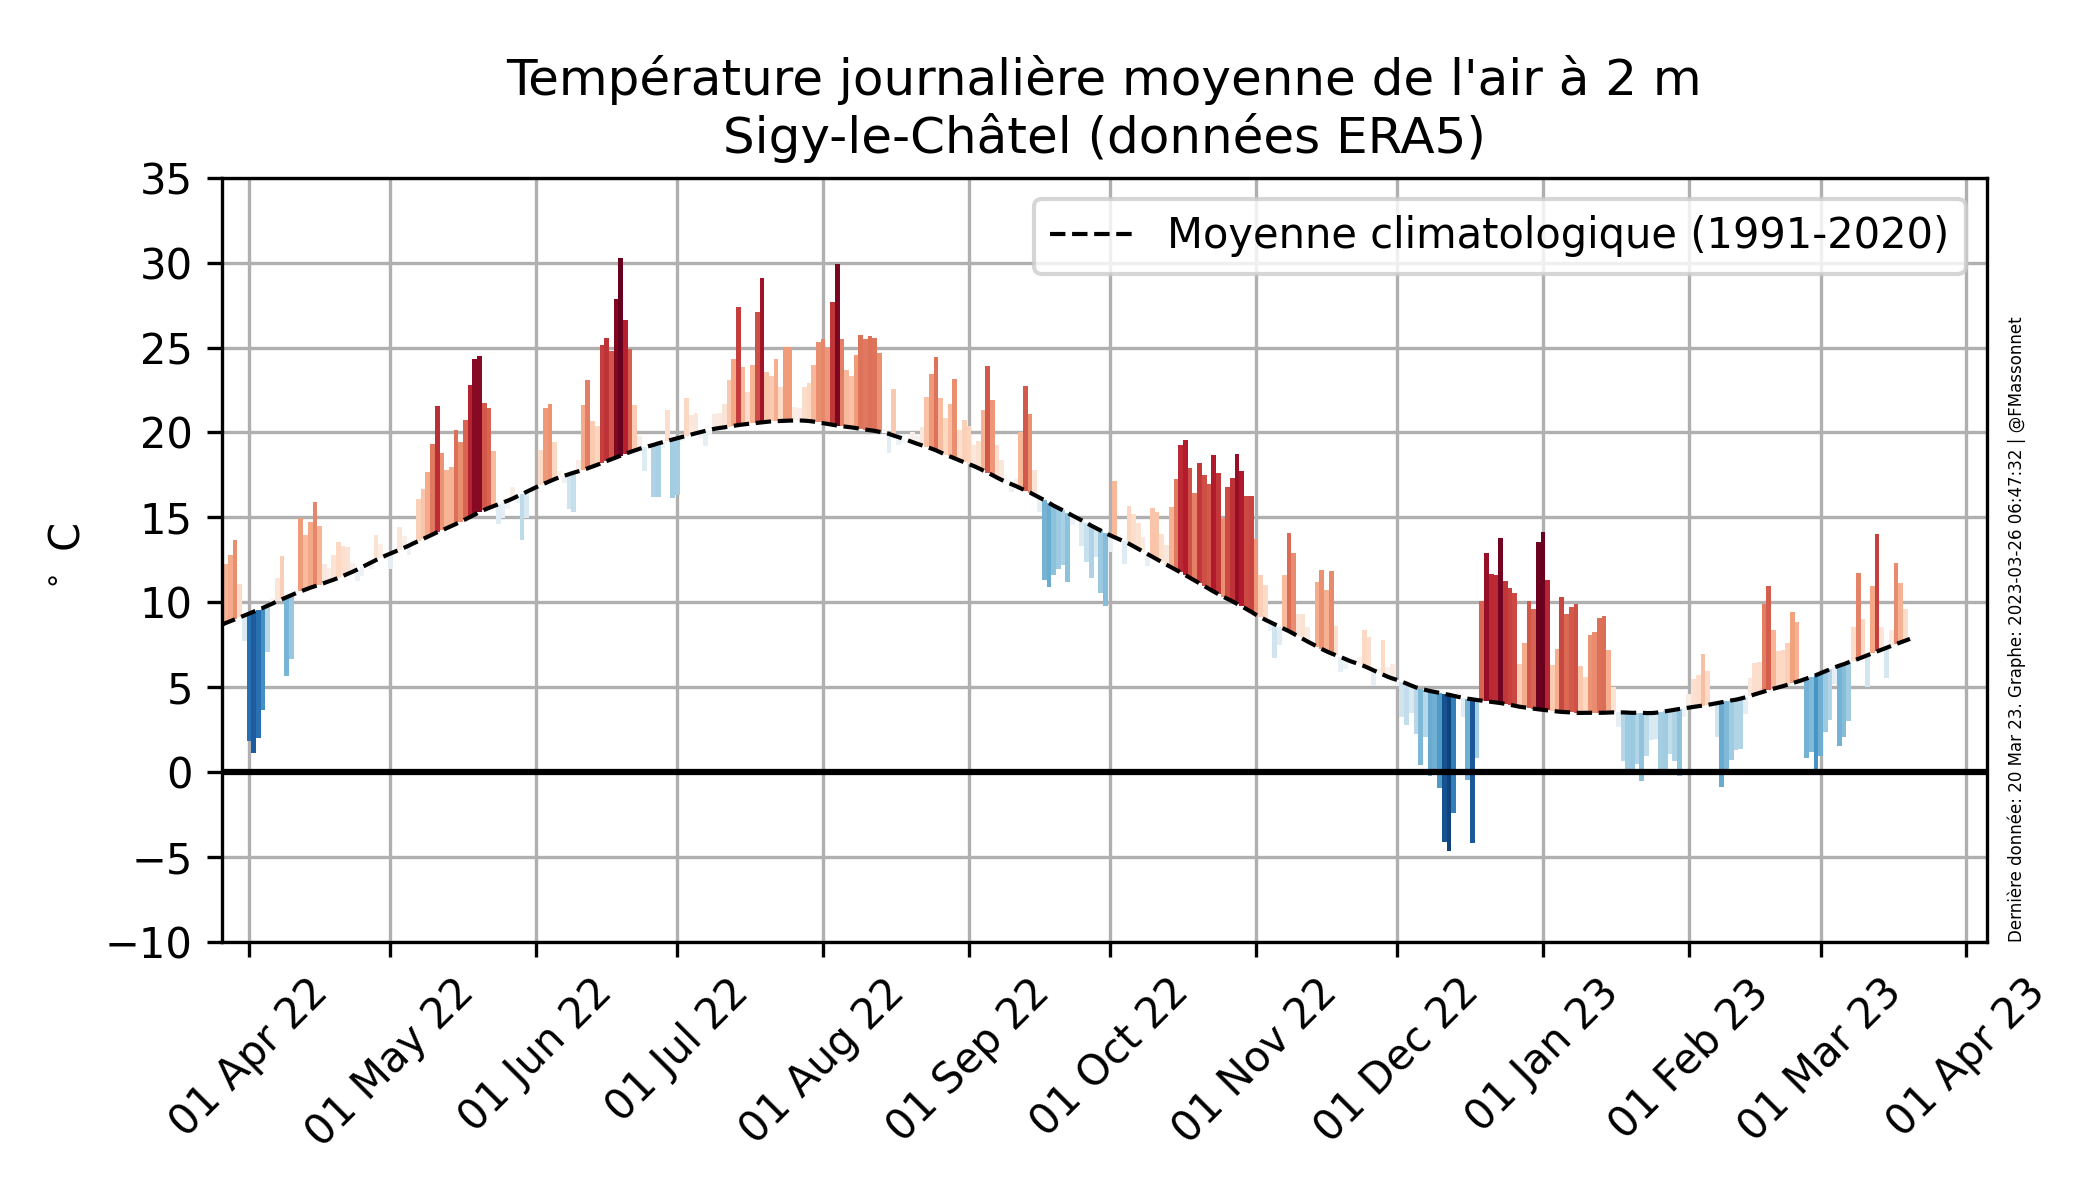 Température journalière moyenne de l'air à 2 m
Sigy-le-Châtel (données ERA5)
35
30
25
20
15
10
5
0
−5
−10
° C
Moyenne climatologique (1991-2020)
01 Apr 22
01 May 22
01 Jun 22
01 Jul 22
01 Aug 22
01 Sep 22
01 Oct 22
01 Nov 22
01 Dec 22
01 Jan 23
01 Feb 23
01 Mar 23
01 Apr 23
Dernière donnée: 20 Mar 23. Graphe: 2023-03-26 06:47:32 | @FMassonnet